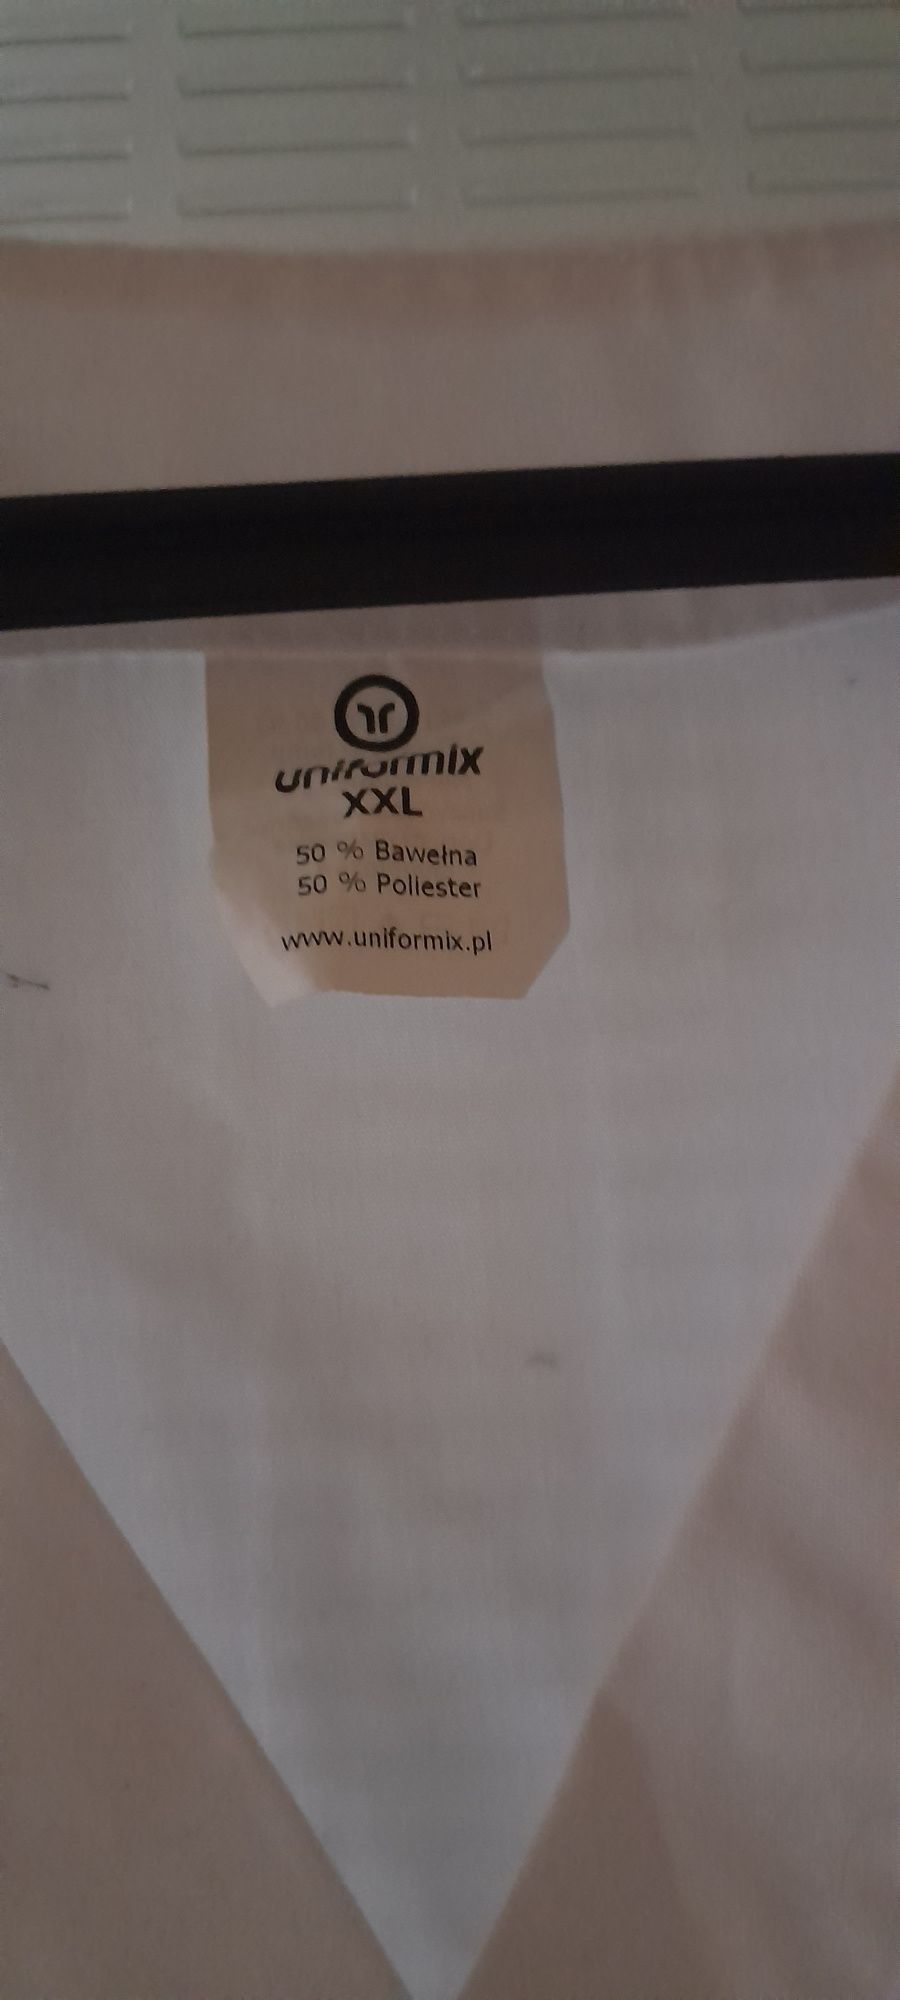 uniformix
XXL
50 % Bawełna
50 % Poliester
www.uniformix.pl